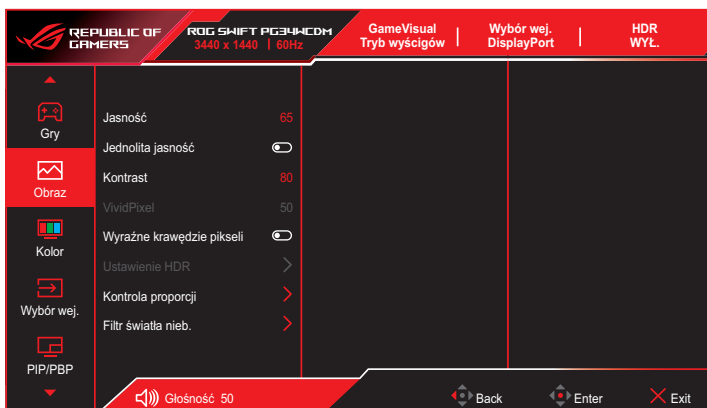 REPUBLIC OF
GAMERS
ROG SWIFT PG34WCDM
3440 x 1440 | 60Hz
GameVisual
Tryb wyścigów
Wybór wej.
DisplayPort
HDR
WYŁ.
Gry
Obraz
Kolor
Wybór wej.
PIP/PBP
Jasność 65
Jednolita jasność
Kontrast 80
VividPixel 50
Wyraźne krawędzie pikseli
Ustawienie HDR
Kontrola proporcji
Filtr światła nieb.
Głośność 50
Back
Enter
Exit